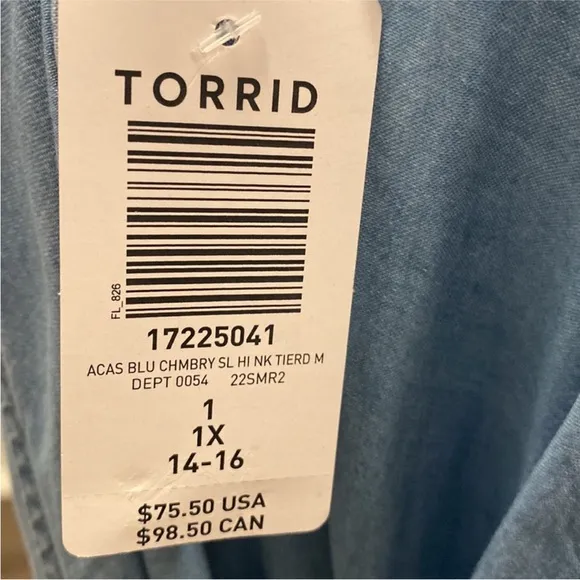 TORRID
FL_826
17225041
ACAS BLU CHMBRY SL HI NK TIERD M
DEPT 0054 22SMR2
1
1X
14-16
$75.50 USA
$98.50 CAN